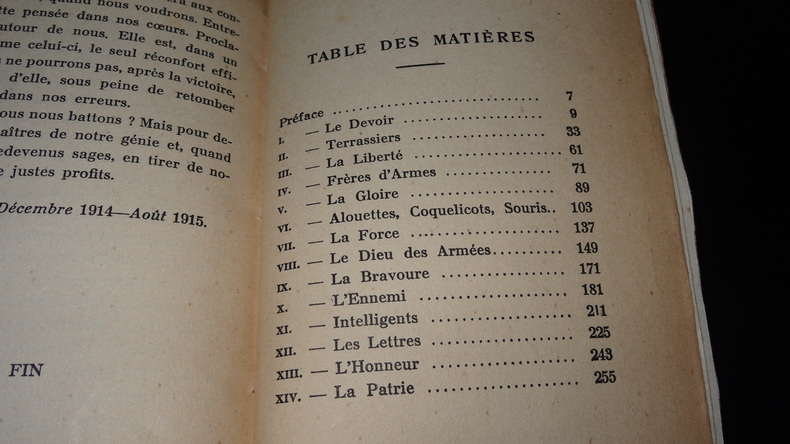 quand nous voudrons. Entre-
tte pensée dans nos cœurs. Procla-
utour de nous. Elle est, dans un
me celui-ci, le seul réconfort effi-
ne pourrons pas, après la victoire,
d'elle, sous peine de retomber
dans nos erreurs.
ous nous battons ? Mais pour de-
aîtres de notre génie et, quand
edevenus sages, en tirer de no-
e justes profits.
Décembre 1914—Août 1915.
FIN
TABLE DES MATIÈRES
Préface .......... 7
I. — Le Devoir .......... 9
II. — Terrassiers .......... 33
III. — La Liberté .......... 61
IV. — Frères d'Armes .......... 71
V. — La Gloire .......... 89
VI. — Alouettes, Coquelicots, Souris.. 103
VII. — La Force .......... 137
VIII. — Le Dieu des Armées.......... 149
IX. — La Bravoure .......... 171
X. — L'Ennemi .......... 181
XI. — Intelligents .......... 211
XII. — Les Lettres .......... 225
XIII. — L'Honneur .......... 243
XIV. — La Patrie .......... 255